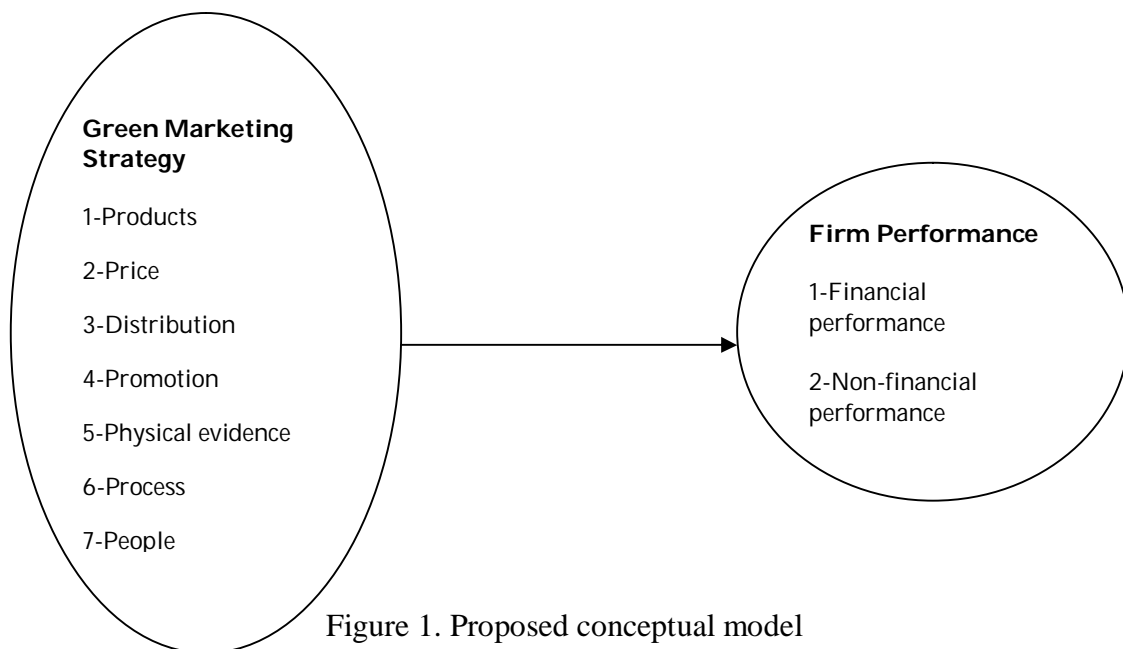 Green Marketing
Strategy
1-Products
2-Price
3-Distribution
4-Promotion
5-Physical evidence
6-Process
7-People
Firm Performance
1-Financial
performance
2-Non-financial
performance
Figure 1. Proposed conceptual model